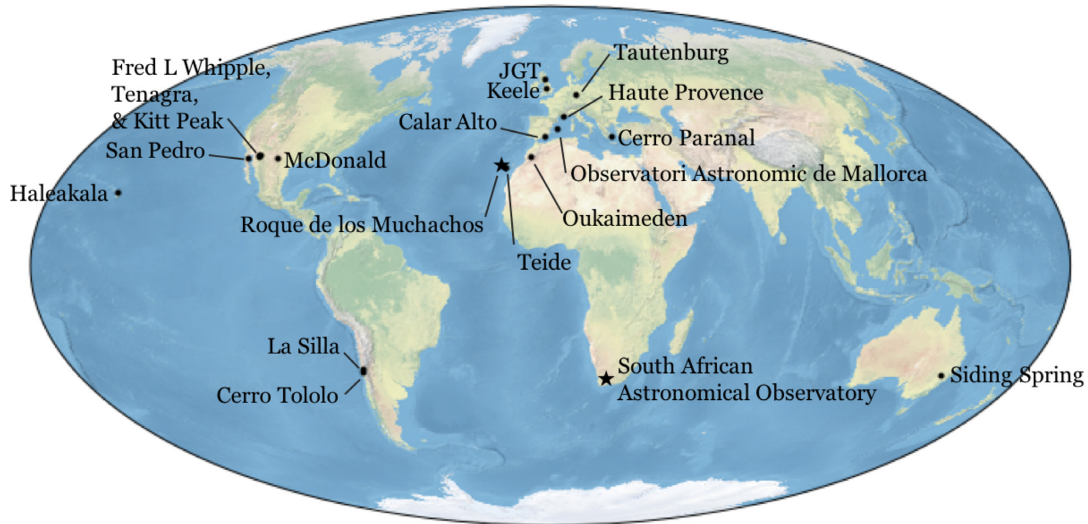 Fred L Whipple,
Tenagra,
& Kitt Peak
San Pedro
McDonald
Haleakala
JGT
Keele
Tautenburg
Haute Provence
Calar Alto
Cerro Paranal
Observatori Astronomic de Mallorca
Roque de los Muchachos
Oukaimeden
Teide
La Silla
Cerro Tololo
South African
Astronomical Observatory
Siding Spring